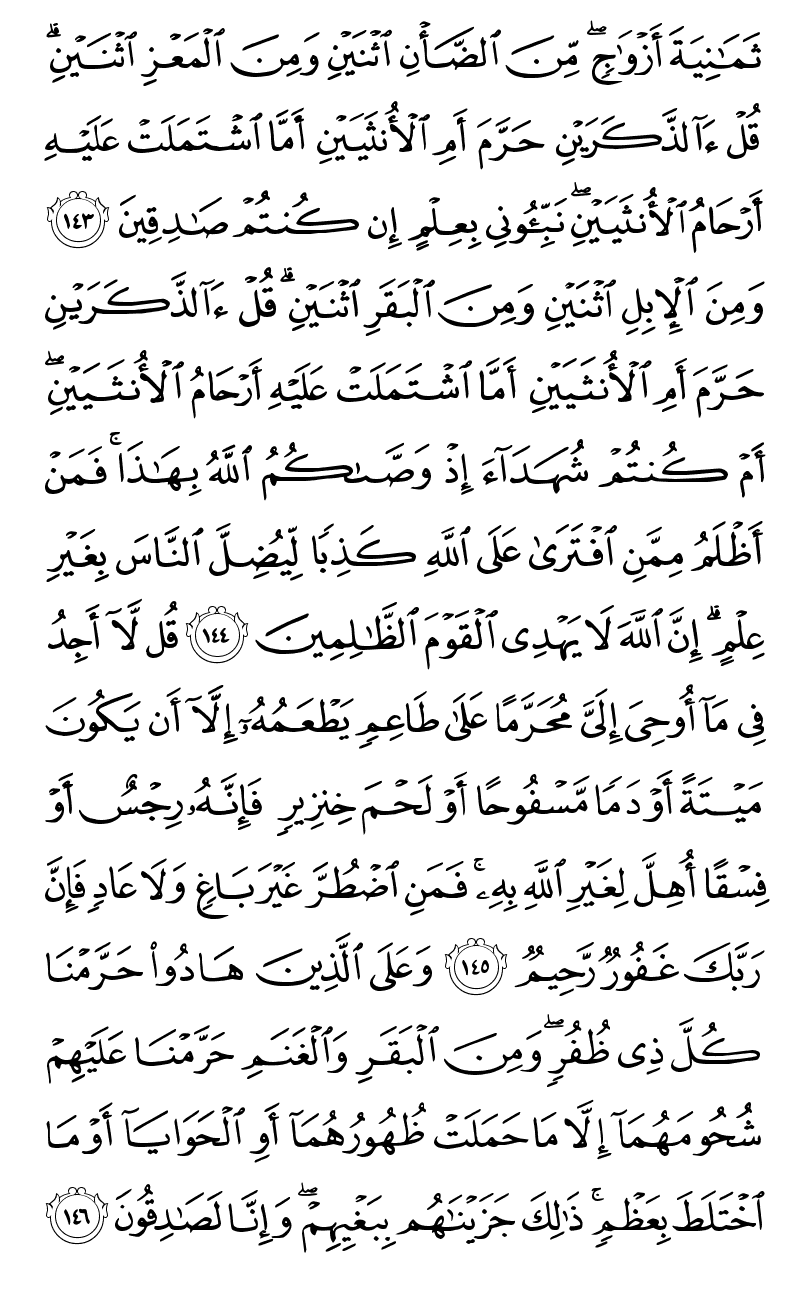 ثَمَـٰنِيَةَ أَزْوَٰجٍۖ مِّنَ ٱلضَّأْنِ ٱثْنَيْنِ وَمِنَ ٱلْمَعْزِ ٱثْنَيْنِۗ
قُلْ ءَآلذَّكَرَيْنِ حَرَّمَ أَمِ ٱلْأُنثَيَيْنِ أَمَّا ٱشْتَمَلَتْ عَلَيْهِ
أَرْحَامُ ٱلْأُنثَيَيْنِۖ نَبِّـُٔونِى بِعِلْمٍ إِن كُنتُمْ صَـٰدِقِينَ ١٤٣
وَمِنَ ٱلْإِبِلِ ٱثْنَيْنِ وَمِنَ ٱلْبَقَرِ ٱثْنَيْنِۗ قُلْ ءَآلذَّكَرَيْنِ
حَرَّمَ أَمِ ٱلْأُنثَيَيْنِ أَمَّا ٱشْتَمَلَتْ عَلَيْهِ أَرْحَامُ ٱلْأُنثَيَيْنِۖ
أَمْ كُنتُمْ شُهَدَآءَ إِذْ وَصَّىٰكُمُ ٱللَّهُ بِهَـٰذَاۚ فَمَنْ
أَظْلَمُ مِمَّنِ ٱفْتَرَىٰ عَلَى ٱللَّهِ كَذِبًا لِّيُضِلَّ ٱلنَّاسَ بِغَيْرِ
عِلْمٍۗ إِنَّ ٱللَّهَ لَا يَهْدِى ٱلْقَوْمَ ٱلظَّـٰلِمِينَ ١٤٤ قُل لَّآ أَجِدُ
فِى مَآ أُوحِىَ إِلَىَّ مُحَرَّمًا عَلَىٰ طَاعِمٍ يَطْعَمُهُۥٓ إِلَّآ أَن يَكُونَ
مَيْتَةً أَوْ دَمًا مَّسْفُوحًا أَوْ لَحْمَ خِنزِيرٍ فَإِنَّهُۥ رِجْسٌ أَوْ
فِسْقًا أُهِلَّ لِغَيْرِ ٱللَّهِ بِهِۦۚ فَمَنِ ٱضْطُرَّ غَيْرَ بَاغٍ وَلَا عَادٍ فَإِنَّ
رَبَّكَ غَفُورٌ رَّحِيمٌ ١٤٥ وَعَلَى ٱلَّذِينَ هَادُوا۟ حَرَّمْنَا
كُلَّ ذِى ظُفُرٍۖ وَمِنَ ٱلْبَقَرِ وَٱلْغَنَمِ حَرَّمْنَا عَلَيْهِمْ
شُحُومَهُمَآ إِلَّا مَا حَمَلَتْ ظُهُورُهُمَآ أَوِ ٱلْحَوَايَآ أَوْ مَا
ٱخْتَلَطَ بِعَظْمٍۚ ذَٰلِكَ جَزَيْنَـٰهُم بِبَغْيِهِمْۖ وَإِنَّا لَصَـٰدِقُونَ ١٤٦